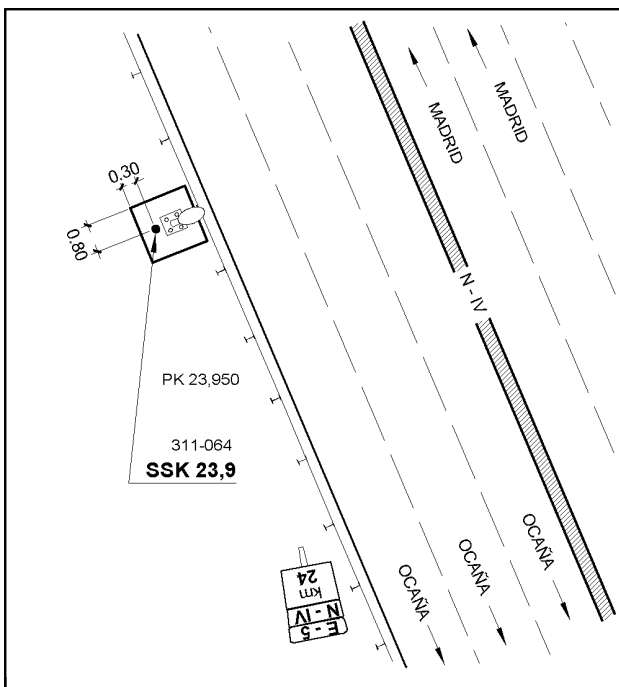 MADRID
MADRID
0.30
0.80
N - IV
PK 23,950
311-064
SSK 23,9
OCAÑA
OCAÑA
OCAÑA
E - 5
N - IV
km
24